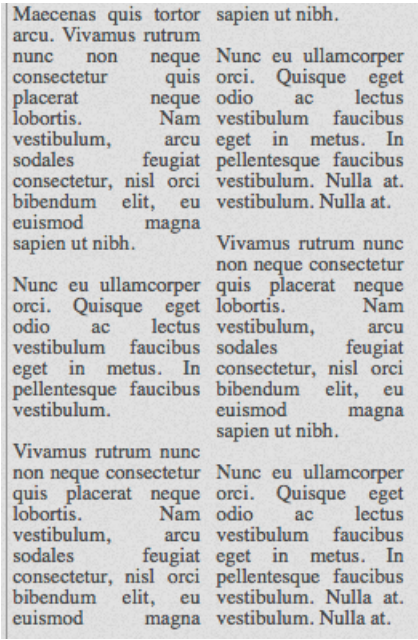 Maecenas quis tortor
arcu. Vivamus rutrum
nunc non neque
consectetur quis
placerat neque
lobortis. Nam
vestibulum, arcu
sodales feugiat
consectetur, nisl orci
bibendum elit, eu
euismod magna
sapien ut nibh.
Nunc eu ullamcorper
orci. Quisque eget
odio ac lectus
vestibulum faucibus
eget in metus. In
pellentesque faucibus
vestibulum.
Vivamus rutrum nunc
non neque consectetur
quis placerat neque
lobortis. Nam
vestibulum, arcu
sodales feugiat
consectetur, nisl orci
bibendum elit, eu
euismod magna
sapien ut nibh.
Nunc eu ullamcorper
orci. Quisque eget
odio ac lectus
vestibulum faucibus
eget in metus. In
pellentesque faucibus
vestibulum. Nulla at.
vestibulum. Nulla at.
Vivamus rutrum nunc
non neque consectetur
quis placerat neque
lobortis. Nam
vestibulum, arcu
sodales feugiat
consectetur, nisl orci
bibendum elit, eu
euismod magna
sapien ut nibh.
Nunc eu ullamcorper
orci. Quisque eget
odio ac lectus
vestibulum faucibus
eget in metus. In
pellentesque faucibus
vestibulum. Nulla at.
vestibulum. Nulla at.